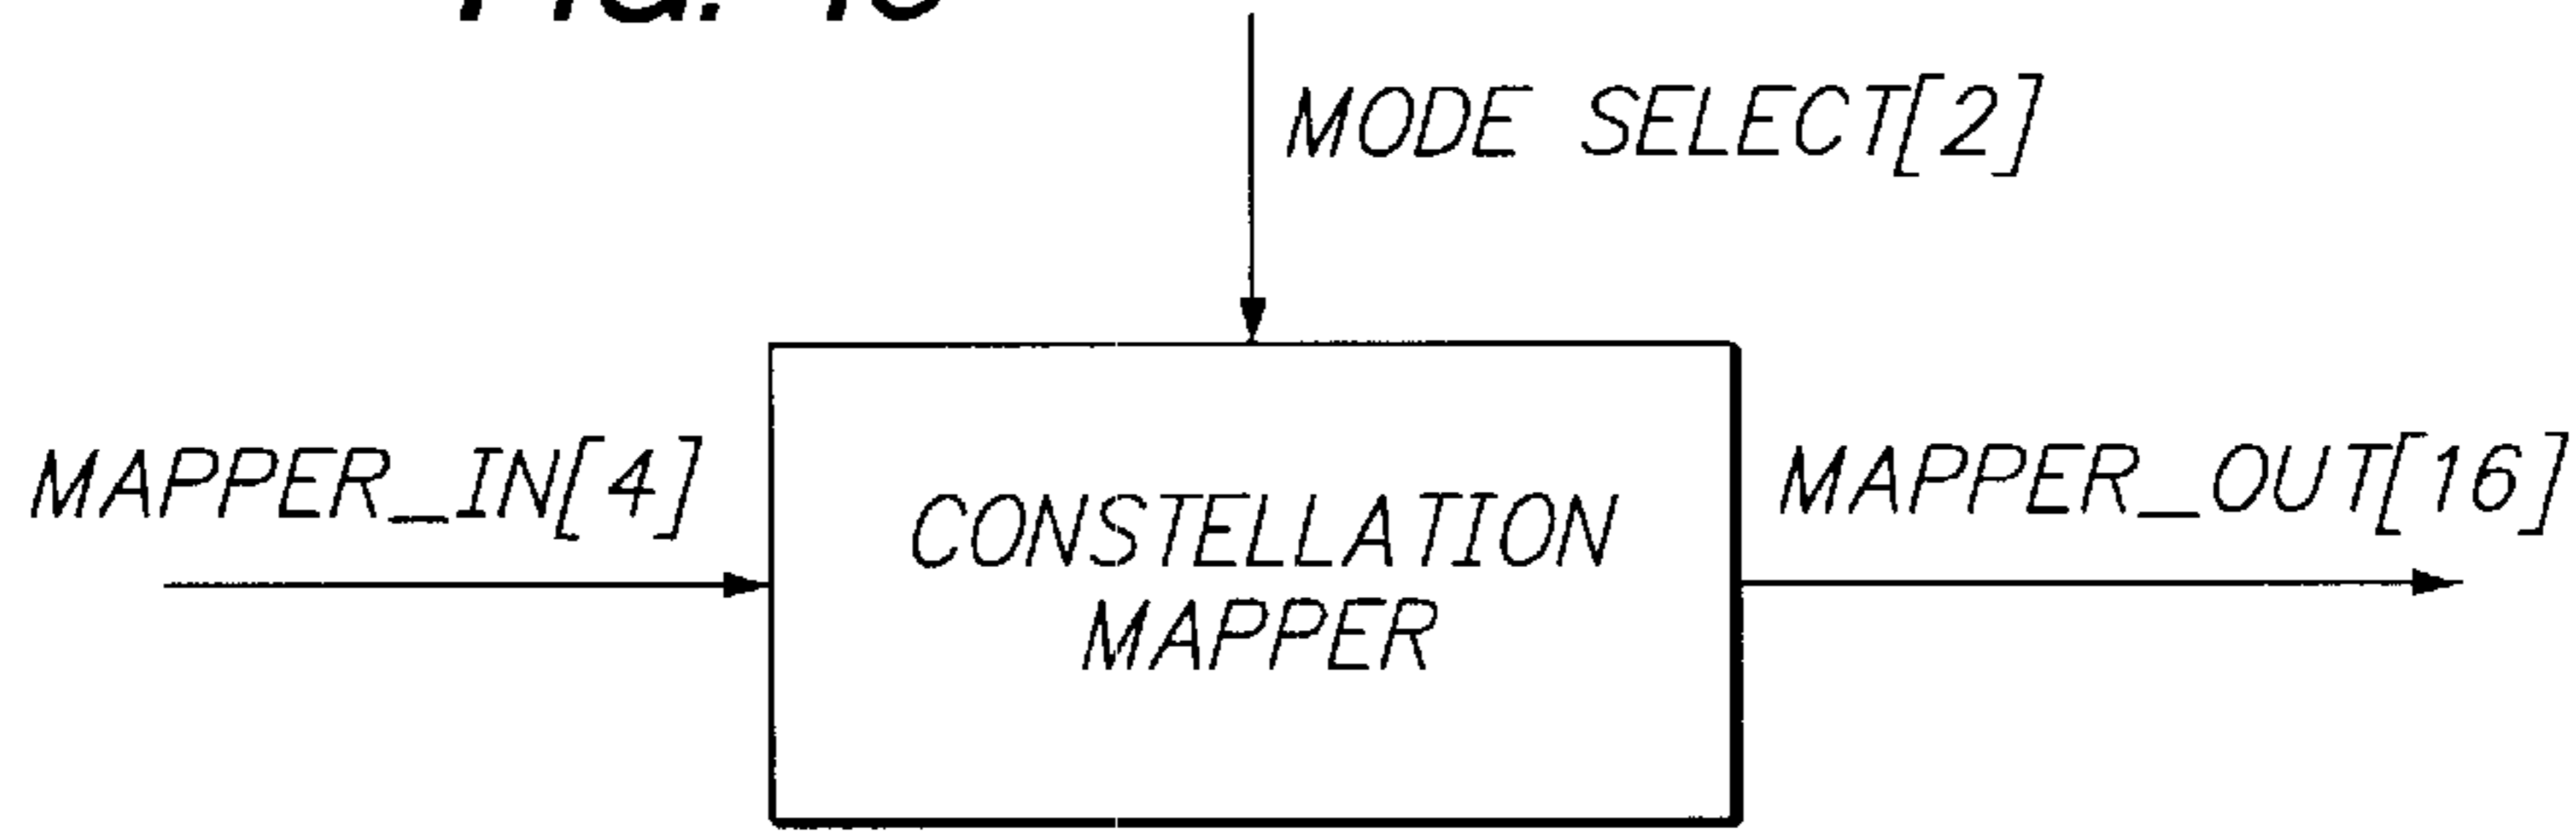 MODE SELECT[2]
MAPPER_IN[4]
CONSTELLATION
MAPPER
MAPPER_OUT[16]